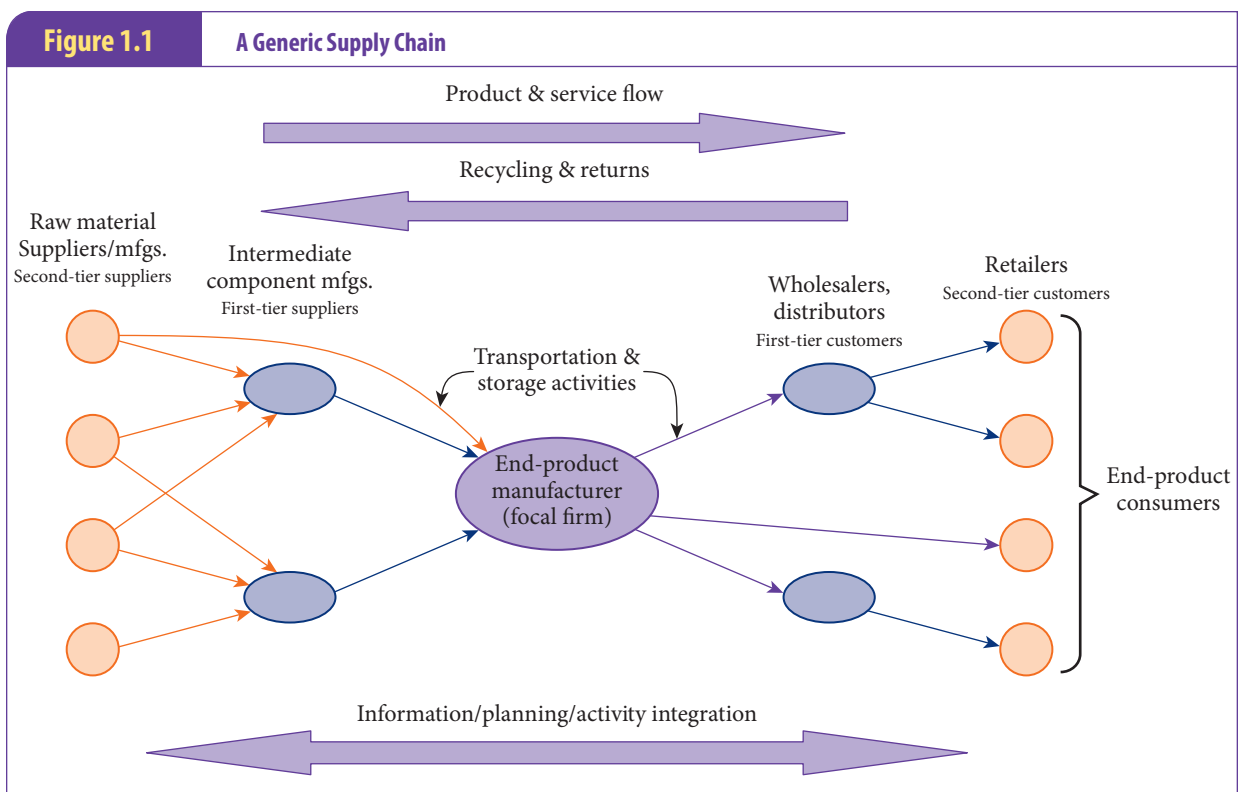 Figure 1.1
A Generic Supply Chain
Product & service flow
Recycling & returns
Raw material
Suppliers/mfgs.
Second-tier suppliers
Intermediate
component mfgs.
First-tier suppliers
Transportation &
storage activities
Wholesalers,
distributors
First-tier customers
Retailers
Second-tier customers
End-product
manufacturer
(focal firm)
End-product
consumers
Information/planning/activity integration